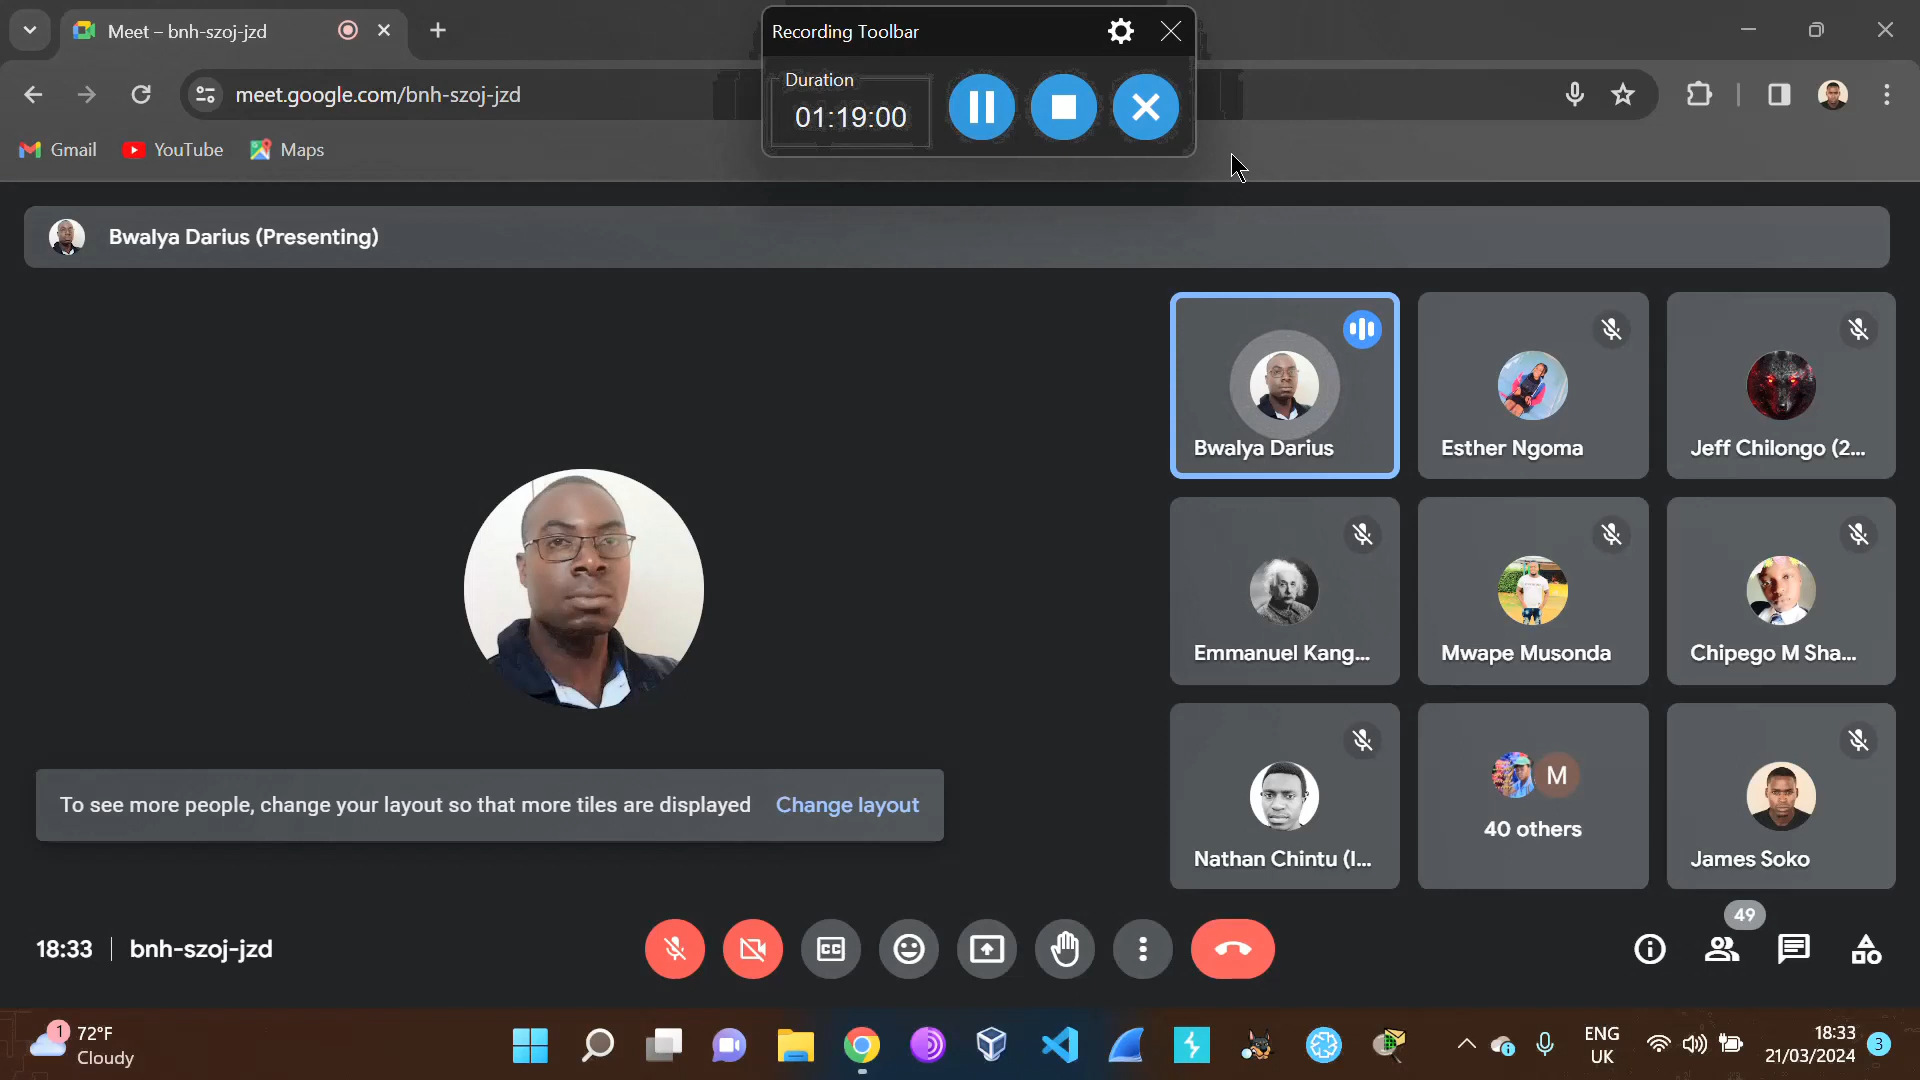 Meet – bnh-szoj-jzd
Recording Toolbar
Duration
01:19:00
meet.google.com/bnh-szoj-jzd
Gmail
YouTube
Maps
Bwalya Darius (Presenting)
Bwalya Darius
Esther Ngoma
Jeff Chilongo (2...
Emmanuel Kang...
Mwape Musonda
Chipego M Sha...
To see more people, change your layout so that more tiles are displayed
Change layout
M
40 others
Nathan Chintu (I...
James Soko
18:33
bnh-szoj-jzd
CC
49
1
72°F
Cloudy
ENG
UK
18:33
21/03/2024
3